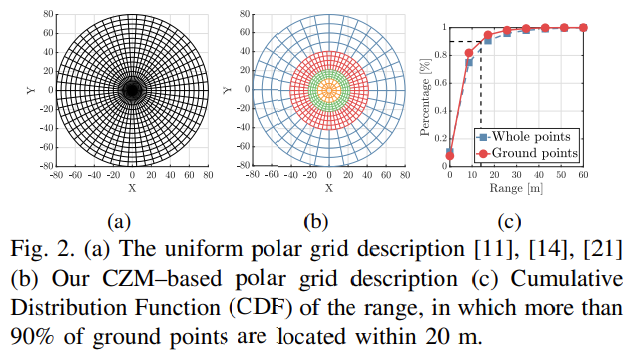 80
60
40
20
0
-20
-40
-60
-80
Y
-80 -60 -40 -20 0 20 40 60 80
X
80
60
40
20
0
-20
-40
-60
-80
Y
-80 -60 -40 -20 0 20 40 60 80
X
1
0.8
0.6
0.4
0.2
0
Percentage [%]
Whole points
Ground points
0 10 20 30 40 50 60
Range [m]
(a) (b) (c)
Fig. 2. (a) The uniform polar grid description [11], [14], [21]
(b) Our CZM–based polar grid description (c) Cumulative
Distribution Function (CDF) of the range, in which more than
90% of ground points are located within 20 m.